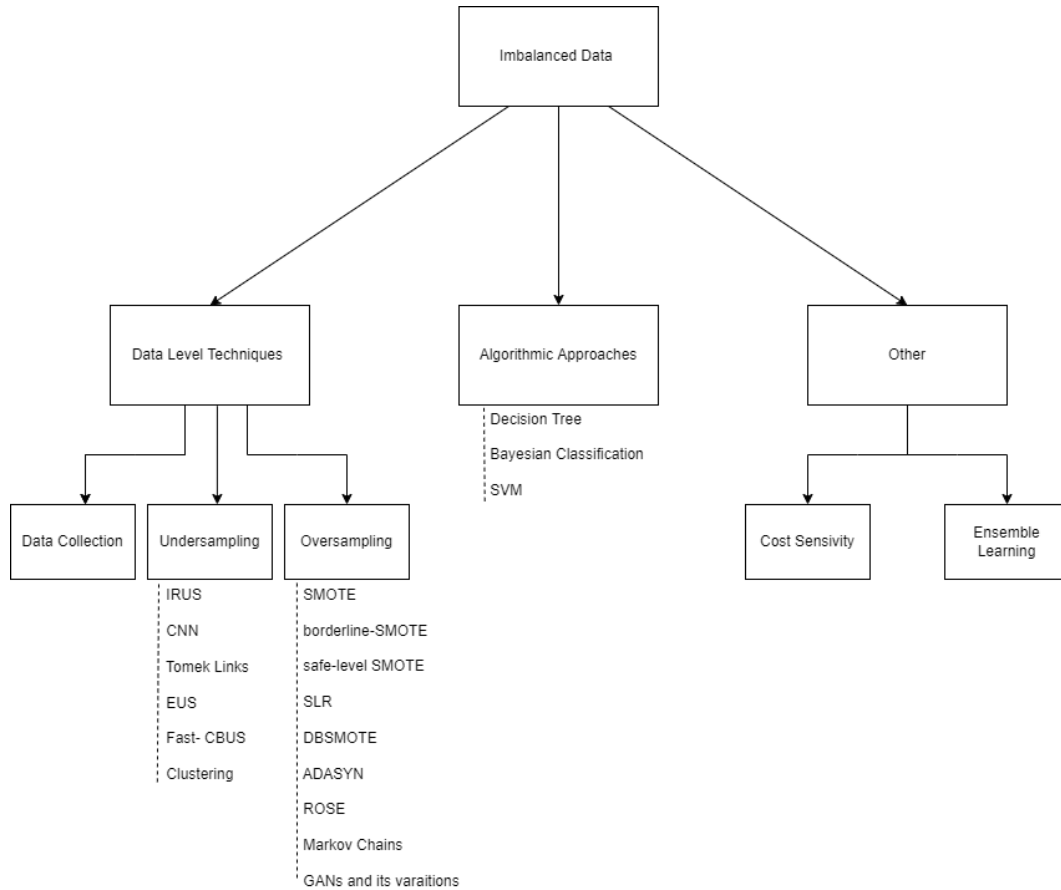 Imbalanced Data
Data Level Techniques
Algorithmic Approaches
Other
Decision Tree
Bayesian Classification
SVM
Data Collection
Undersampling
Oversampling
Cost Sensivity
Ensemble
Learning
IRUS
CNN
Tomek Links
EUS
Fast- CBUS
Clustering
SMOTE
borderline-SMOTE
safe-level SMOTE
SLR
DBSMOTE
ADASYN
ROSE
Markov Chains
GANs and its varaitions